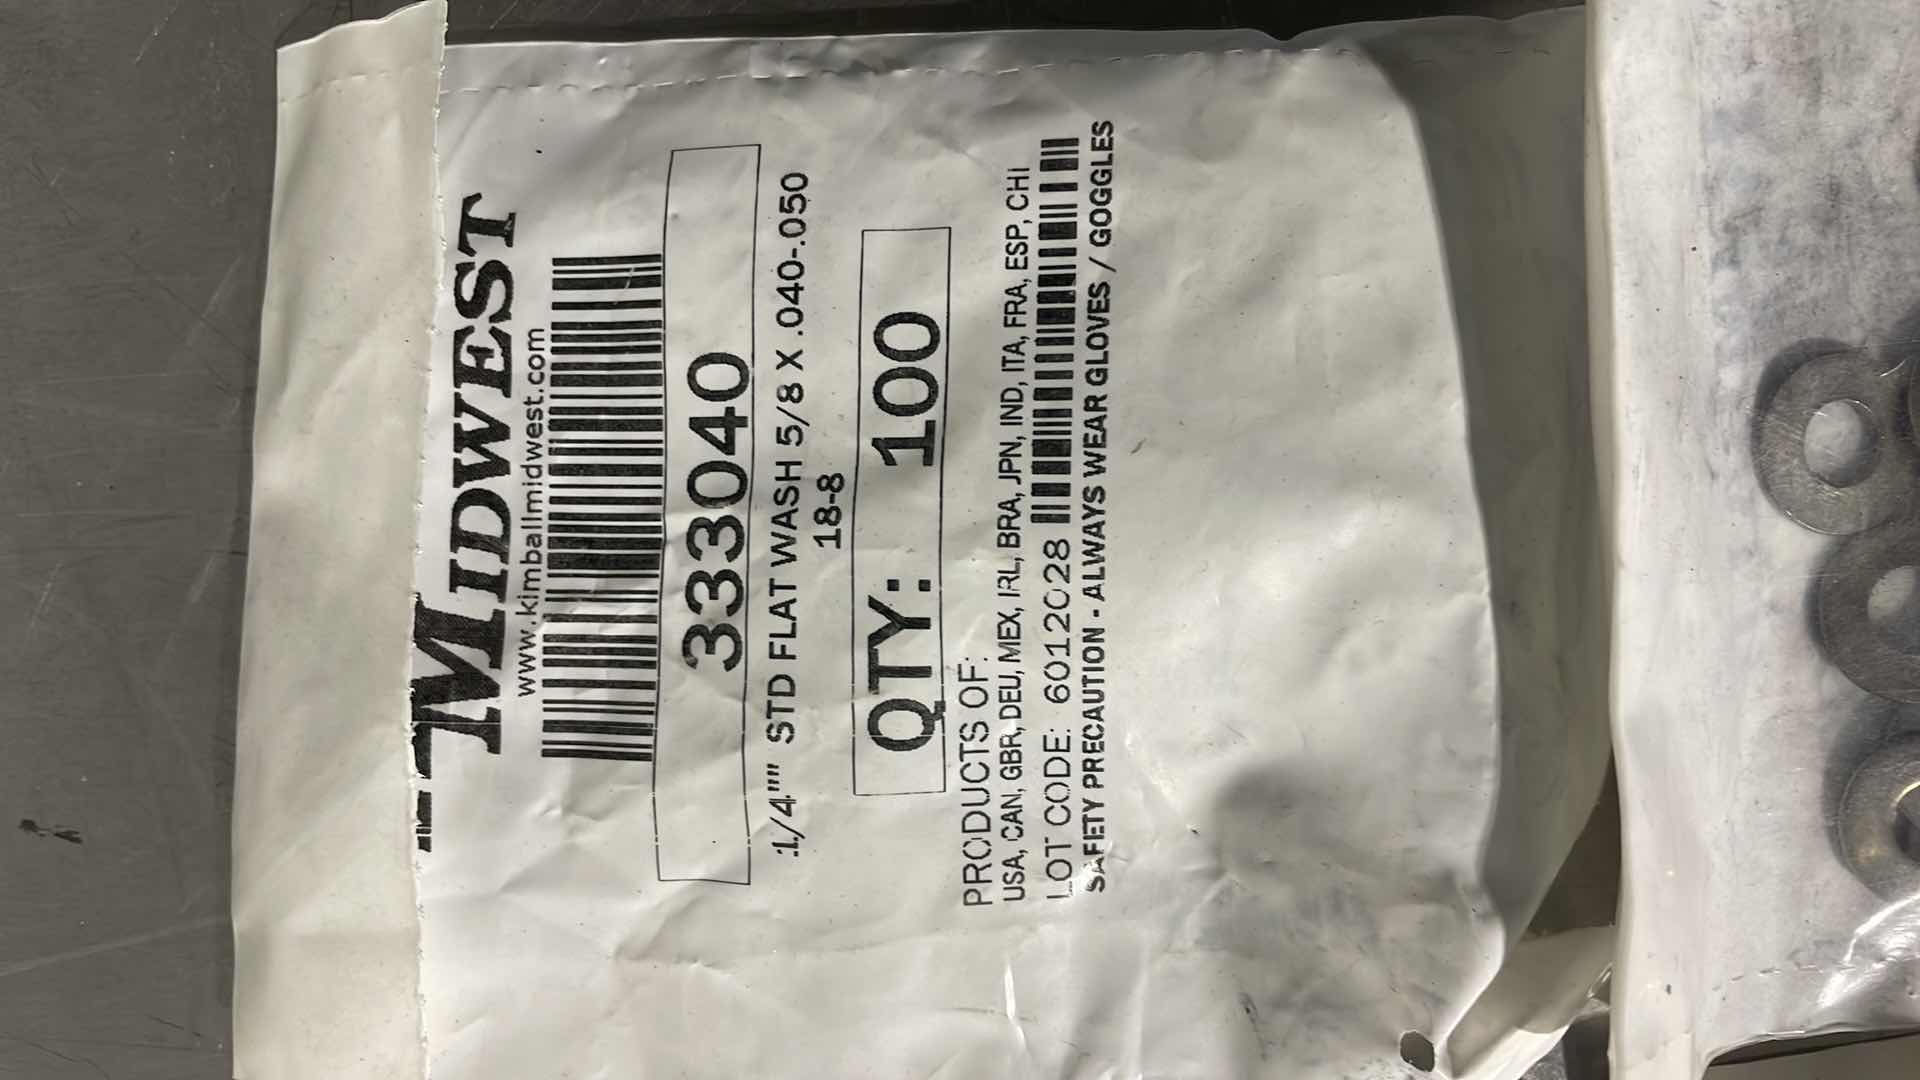 MIDWEST
www.kimballmidwest.com
333040
1/4"" STD FLAT WASH 5/8 X .040-.050
18-8
QTY: 100
PRODUCTS OF:
USA, CAN, GBR, DEU, MEX, IRL, BRA, JPN, IND, ITA, FRA, ESP, CHI
LOT CODE: 6012028
SAFETY PRECAUTION - ALWAYS WEAR GLOVES / GOGGLES